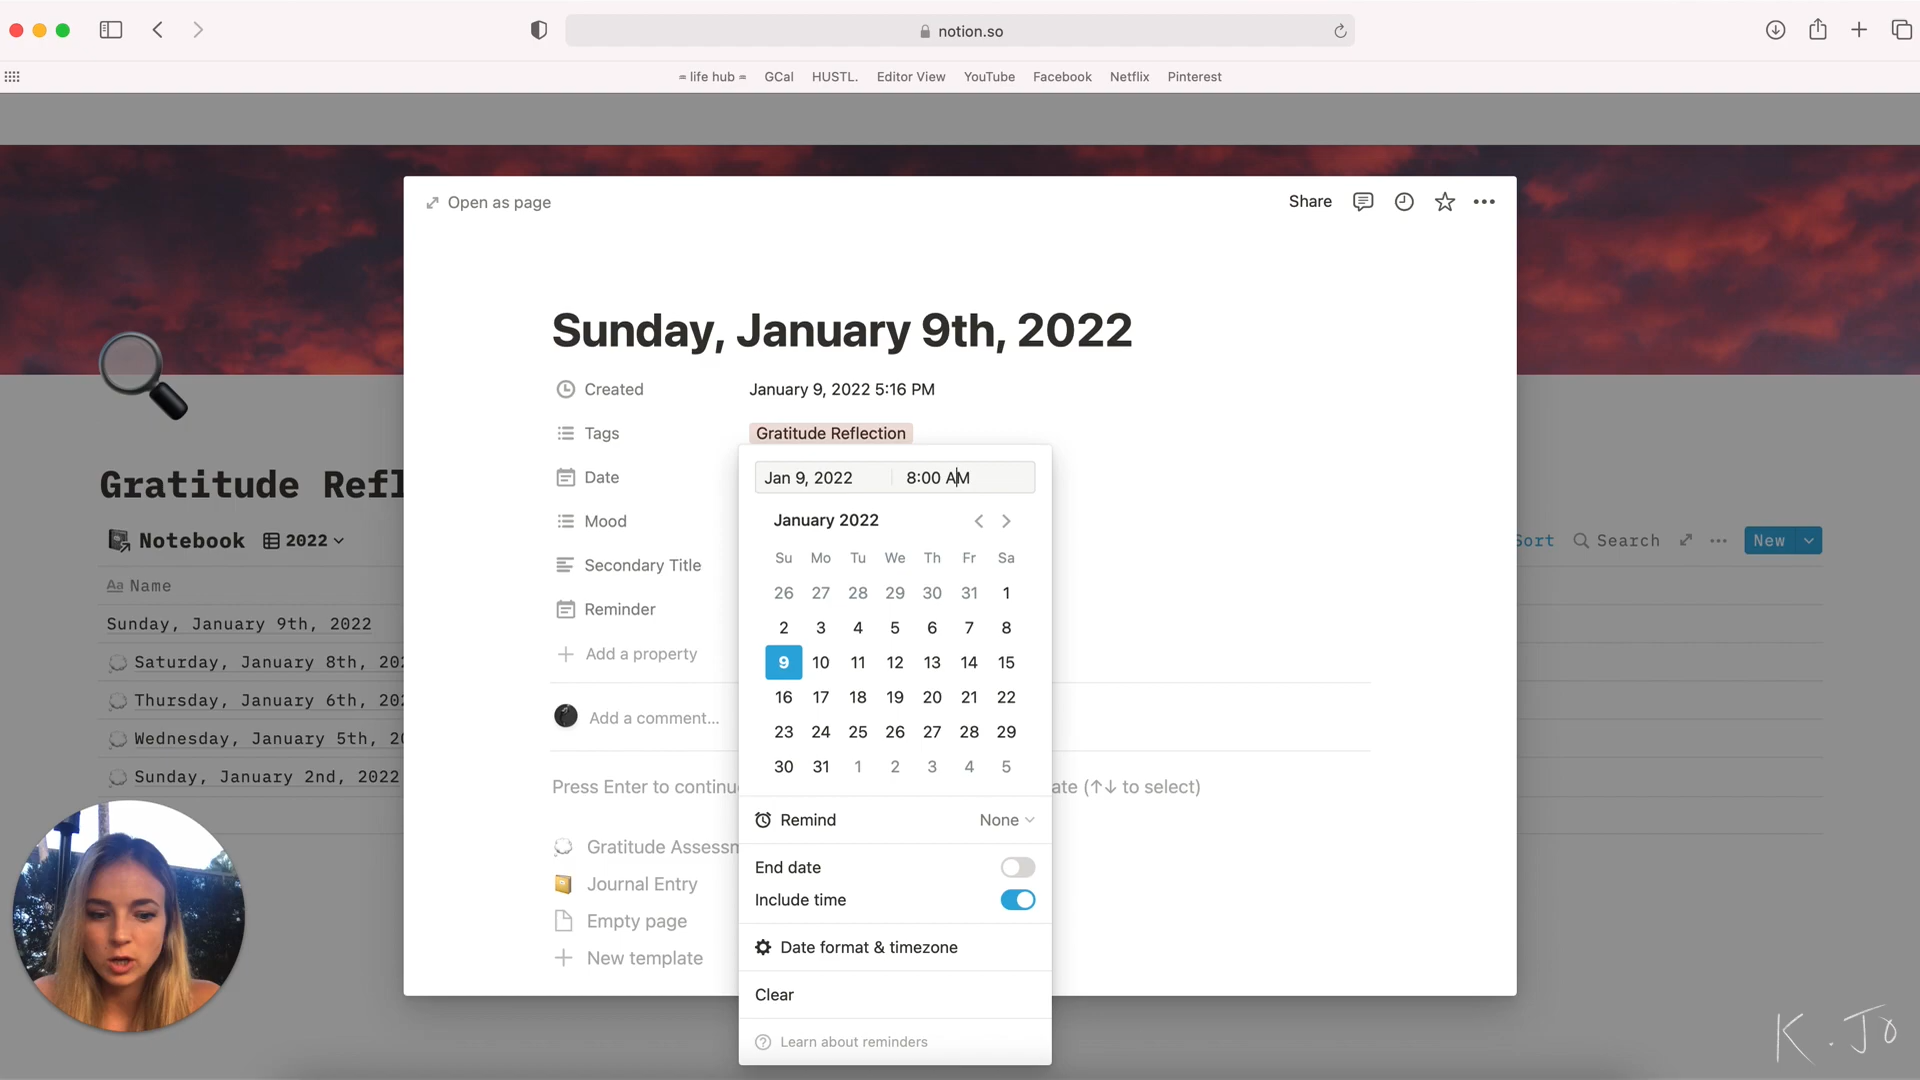 notion.so
= life hub =
GCal
HUSTL.
Editor View
YouTube
Facebook
Netflix
Pinterest
Open as page
Share
Sunday, January 9th, 2022
Created
January 9, 2022 5:16 PM
Tags
Gratitude Reflection
Date
Mood
Secondary Title
Reminder
Add a property
Add a comment...
Press Enter to continu
ate (↑↓ to select)
Gratitude Assessn
Journal Entry
Empty page
New template
Jan 9, 2022
8:00 AM
January 2022
Su Mo Tu We Th Fr Sa
26 27 28 29 30 31 1
2 3 4 5 6 7 8
9 10 11 12 13 14 15
16 17 18 19 20 21 22
23 24 25 26 27 28 29
30 31 1 2 3 4 5
Remind
None
End date
Include time
Date format & timezone
Clear
Learn about reminders
Gratitude Refl
Notebook
2022
Sort
Search
New
Aa Name
Sunday, January 9th, 2022
Saturday, January 8th, 202
Thursday, January 6th, 202
Wednesday, January 5th, 20
Sunday, January 2nd, 2022
K.Jo